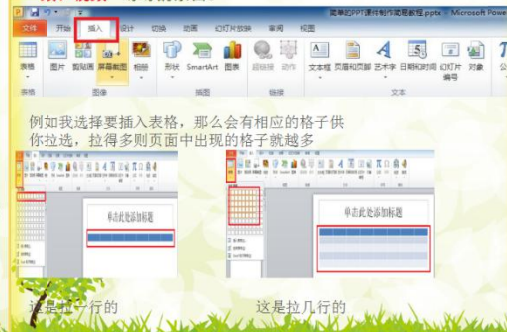 简单的PPT课件制作简易教程.pptx - Microsoft Power
文件 开始 插入 设计 切换 动画 幻灯片放映 审阅 视图
表格 图片 剪贴画 屏幕截图 相册 形状 SmartArt 图表 超链接 动作 文本框 页眉和页脚 艺术字 日期和时间 幻灯片编号 对象 公
表格 图像 插图 链接 文本
例如我选择要插入表格，那么会有相应的格子供
你拉选，拉得多则页面中出现的格子就越多
单击此处添加标题
单击此处添加标题
这是拉一行的
这是拉几行的